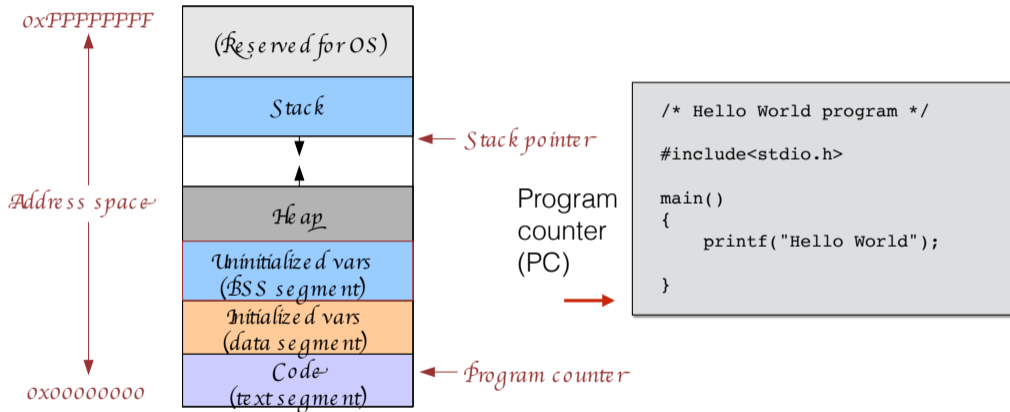 0xFFFFFFFF
(Reserved for OS)
Stack
Stack pointer
Address space
Heap
Uninitialized vars
(BSS segment)
Initialized vars
(data segment)
Code
(text segment)
Program counter
0x00000000
Program
counter
(PC)
/* Hello World program */
#include<stdio.h>
main()
{
printf("Hello World");
}